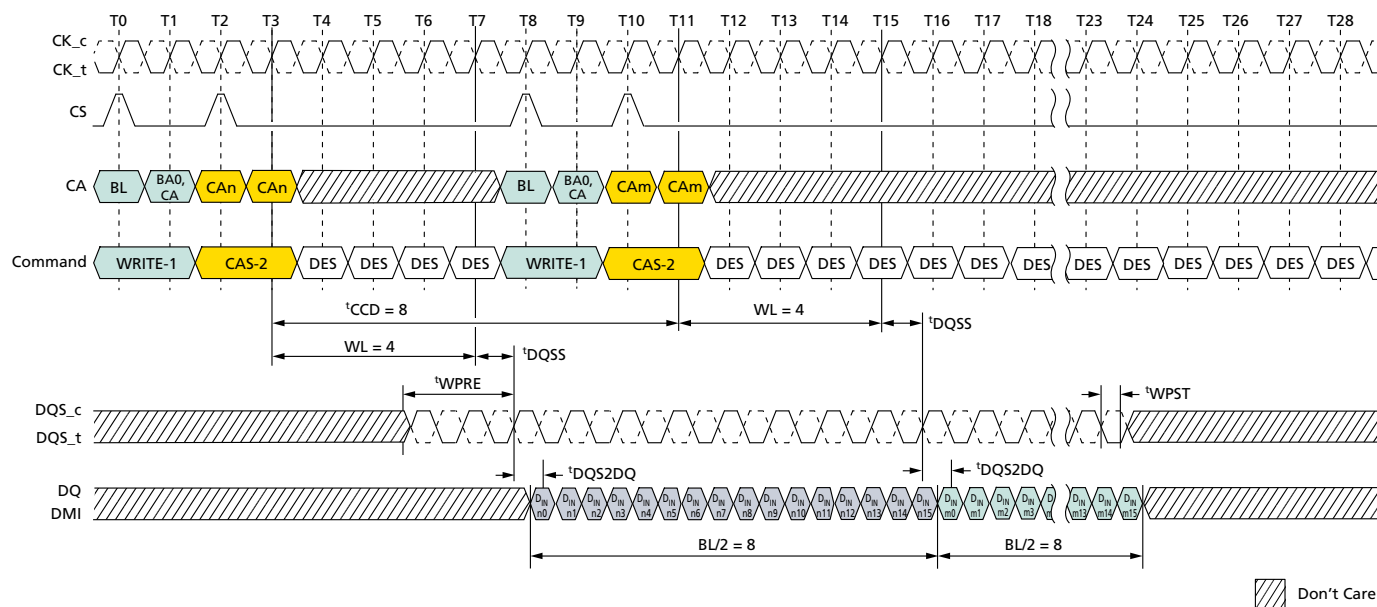 T0 T1 T2 T3 T4 T5 T6 T7 T8 T9 T10 T11 T12 T13 T14 T15 T16 T17 T18 T23 T24 T25 T26 T27 T28
CK_c
CK_t
CS
CA BL BA0, CA CAn CAn BL BA0, CA CAm CAm
Command WRITE-1 CAS-2 DES DES DES DES WRITE-1 CAS-2 DES DES DES DES DES DES DES DES DES DES DES DES DES
tCCD = 8 WL = 4 tDQSS
WL = 4 tDQSS
tWPRE tWPST
DQS_c
DQS_t
tDQS2DQ tDQS2DQ
DQ
DMI
DIN n0 DIN n1 DIN n2 DIN n3 DIN n4 DIN n5 DIN n6 DIN n7 DIN n8 DIN n9 DIN n10 DIN n11 DIN n12 DIN n13 DIN n14 DIN n15 DIN m0 DIN m1 DIN m2 DIN m3 DIN m13 DIN m14 DIN m15
BL/2 = 8 BL/2 = 8
Don't Care